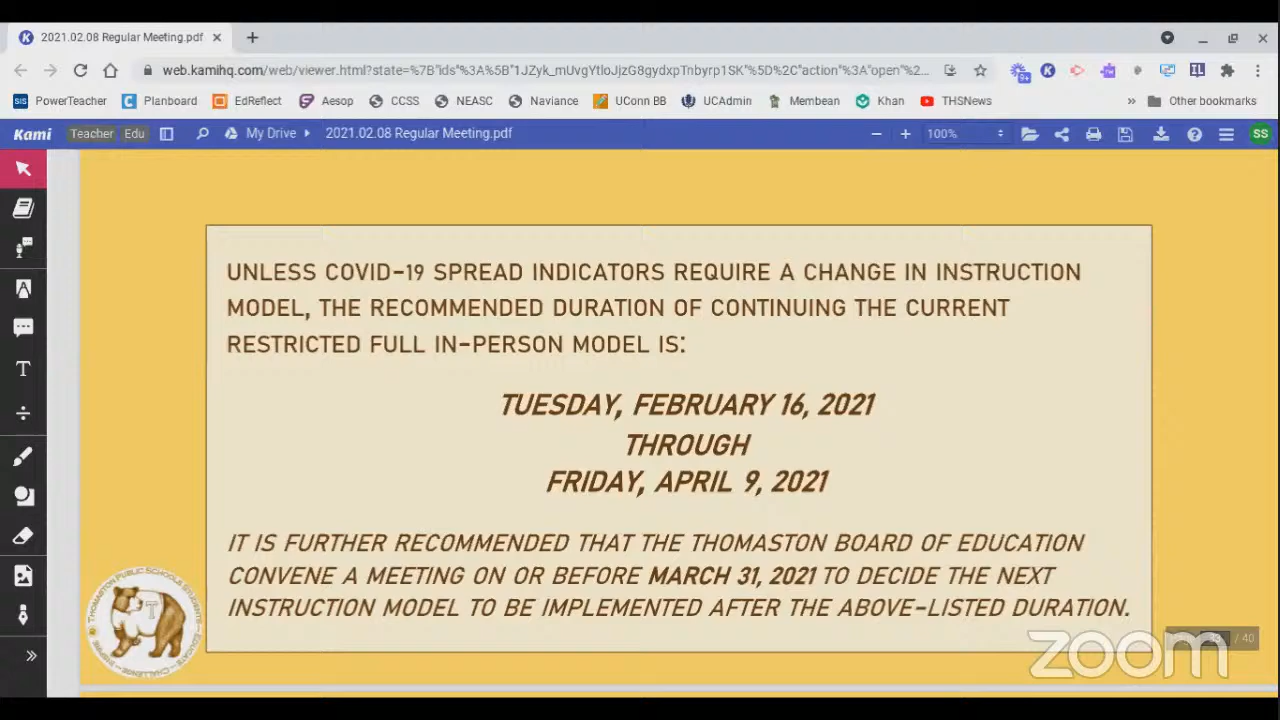 2021.02.08 Regular Meeting.pdf
web.kamihq.com/web/viewer.html?state=%7B"ids"%3A%5B"1JZyk_mUvgYtloJjzG8gydxpTnbyrp1SK"%5D%2C"action"%3A"open"%2...
SIS PowerTeacher Planboard EdReflect Aesop CCSS NEASC Naviance UConn BB UCAdmin Membean Khan THSNews » Other bookmarks
Kami Teacher Edu My Drive 2021.02.08 Regular Meeting.pdf 100% SS
UNLESS COVID-19 SPREAD INDICATORS REQUIRE A CHANGE IN INSTRUCTION
MODEL, THE RECOMMENDED DURATION OF CONTINUING THE CURRENT
RESTRICTED FULL IN-PERSON MODEL IS:
TUESDAY, FEBRUARY 16, 2021
THROUGH
FRIDAY, APRIL 9, 2021
IT IS FURTHER RECOMMENDED THAT THE THOMASTON BOARD OF EDUCATION
CONVENE A MEETING ON OR BEFORE MARCH 31, 2021 TO DECIDE THE NEXT
INSTRUCTION MODEL TO BE IMPLEMENTED AFTER THE ABOVE-LISTED DURATION.
THOMASTON PUBLIC SCHOOLS
T
zoom
/ 40